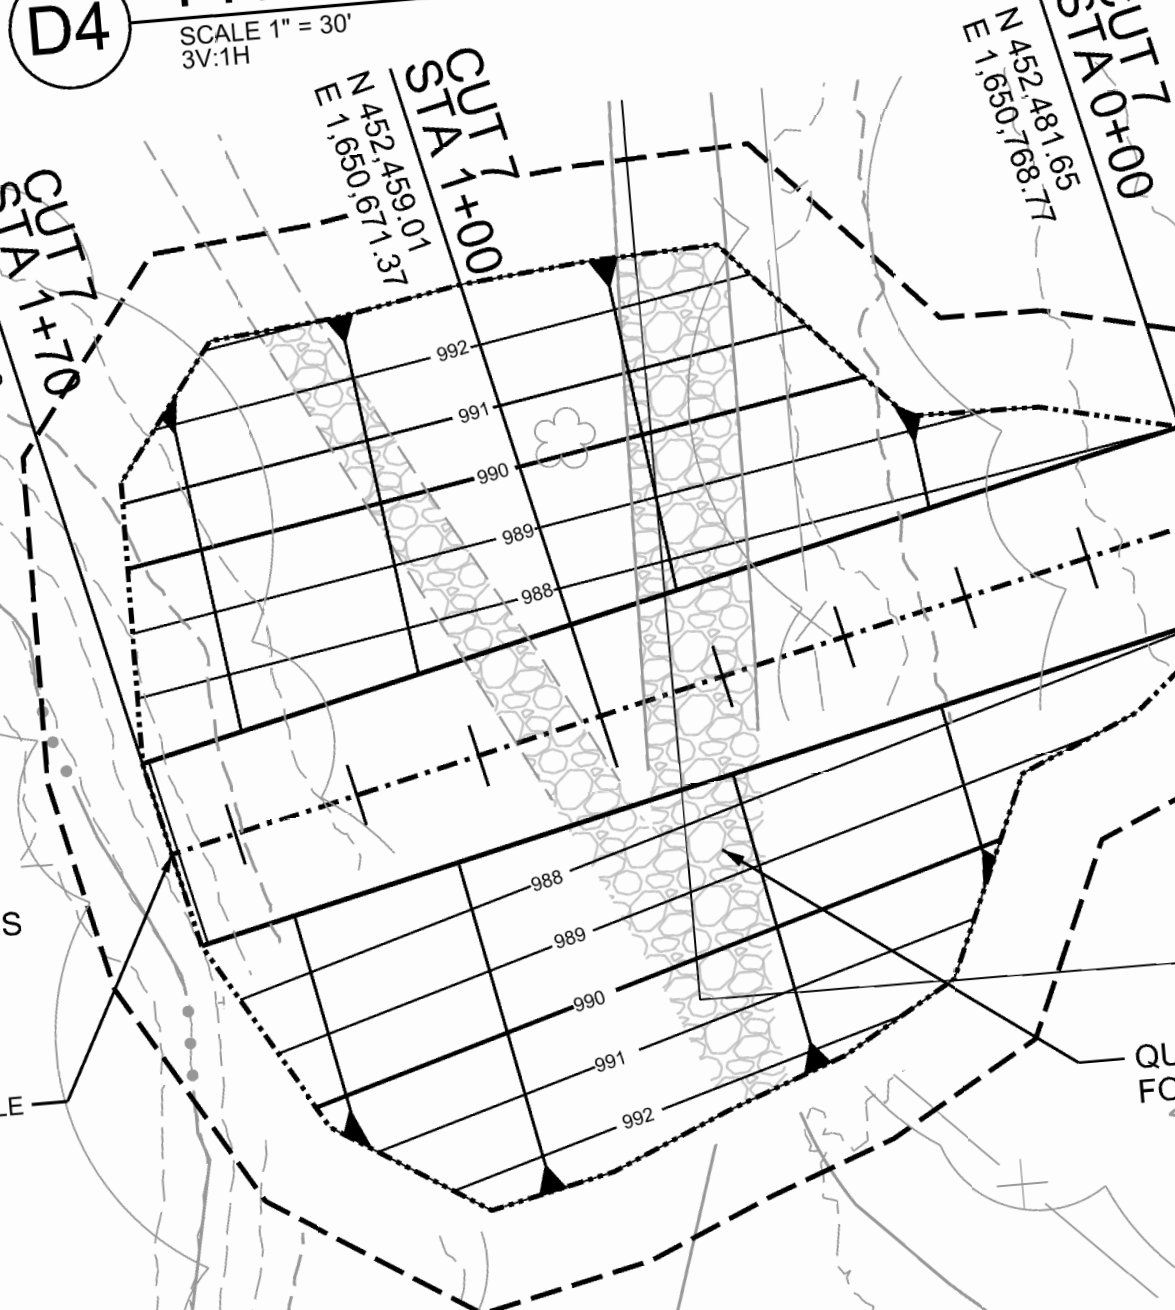 D4
SCALE 1" = 30'
3V:1H
CUT 7
STA 1+70
N 452,459.01
E 1,650,671.37
CUT 7
STA 1+00
N 452,481.65
E 1,650,768.77
CUT 7
STA 0+00
992
991
990
989
988
988
989
990
991
992
S
LE
QU
FO